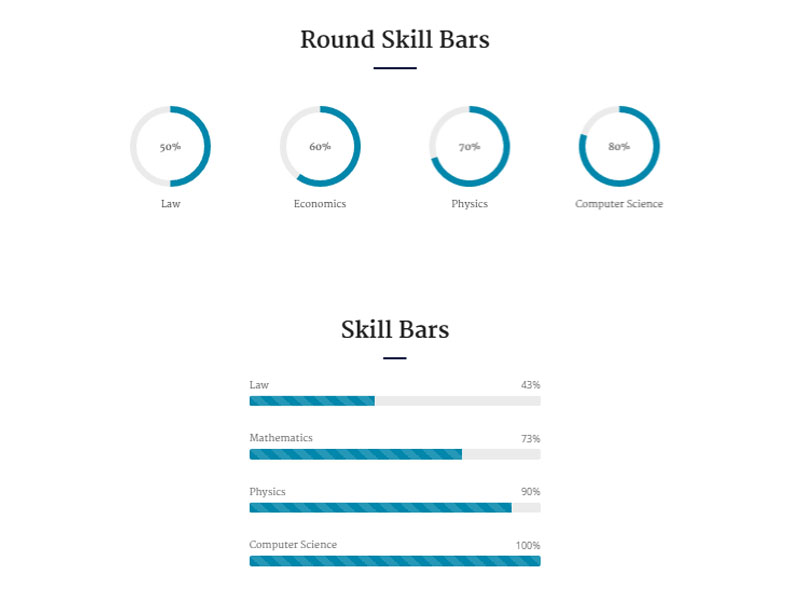 Round Skill Bars
50% 60% 70% 80%
Law Economics Physics Computer Science
Skill Bars
Law 43%
Mathematics 73%
Physics 90%
Computer Science 100%